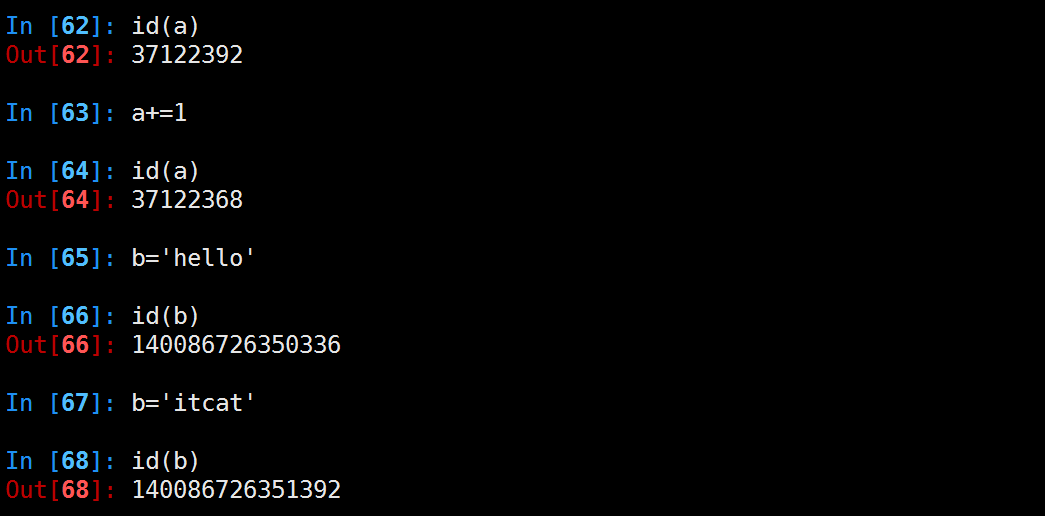 In [62]: id(a)
Out[62]: 37122392
In [63]: a+=1
In [64]: id(a)
Out[64]: 37122368
In [65]: b='hello'
In [66]: id(b)
Out[66]: 140086726350336
In [67]: b='itcat'
In [68]: id(b)
Out[68]: 140086726351392